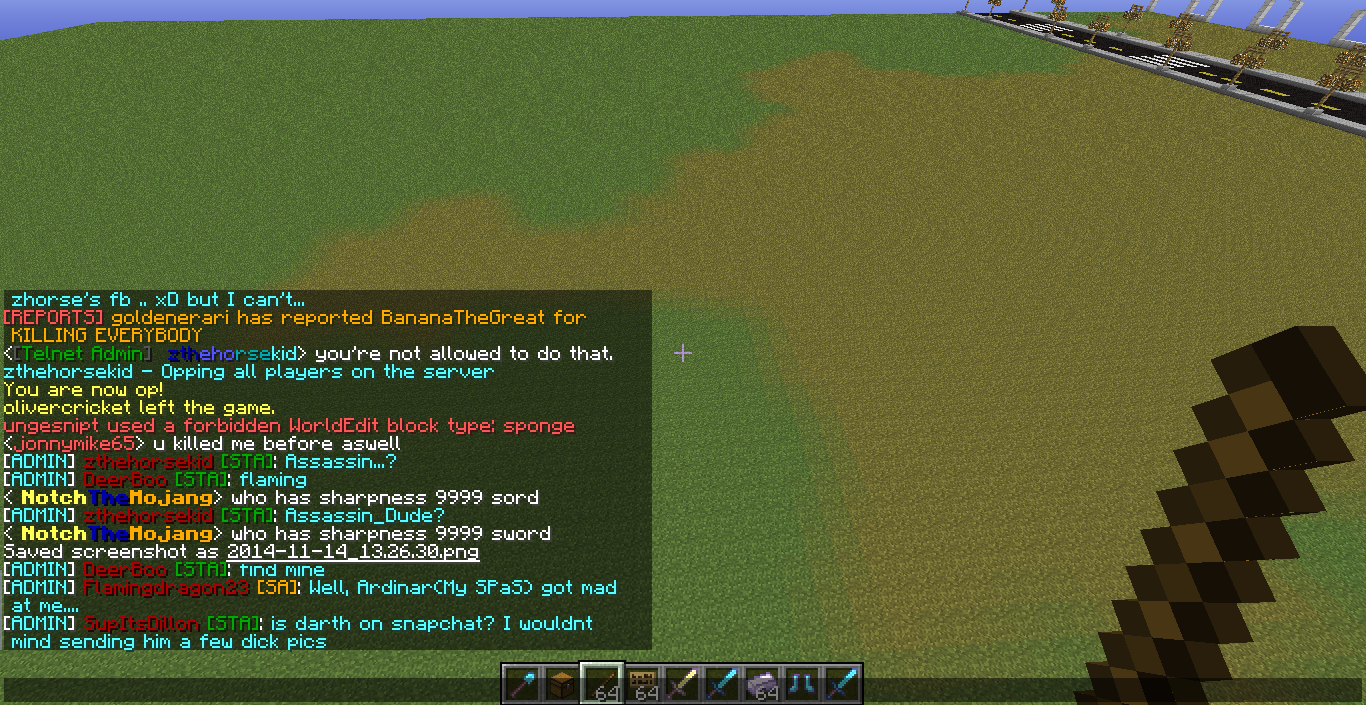 zhorse's fb .. xD but I can't...
[REPORTS] goldenerari has reported BananaTheGreat for
KILLING EVERYBODY
<[Telnet Admin] zthehorsekid> you're not allowed to do that.
zthehorsekid - Opping all players on the server
You are now op!
olivercricket left the game.
ungesnipt used a forbidden WorldEdit block type: sponge
<jonnymike65> u killed me before aswell
[ADMIN] zthehorsekid [STA]: Assassin...?
[ADMIN] DeerBoo [STA]: flaming
< NotchTheMojang> who has sharpness 9999 sord
[ADMIN] zthehorsekid [STA]: Assassin_Dude?
< NotchTheMojang> who has sharpness 9999 sword
Saved screenshot as 2014-11-14_13.26.30.png
[ADMIN] DeerBoo [STA]: find mine
[ADMIN] Flamingdragon23 [SA]: Well, Ardinar(My SPaS) got mad
at me....
[ADMIN] SupItsDillon [STA]: is darth on snapchat? I wouldnt
mind sending him a few dick pics
64 64 64